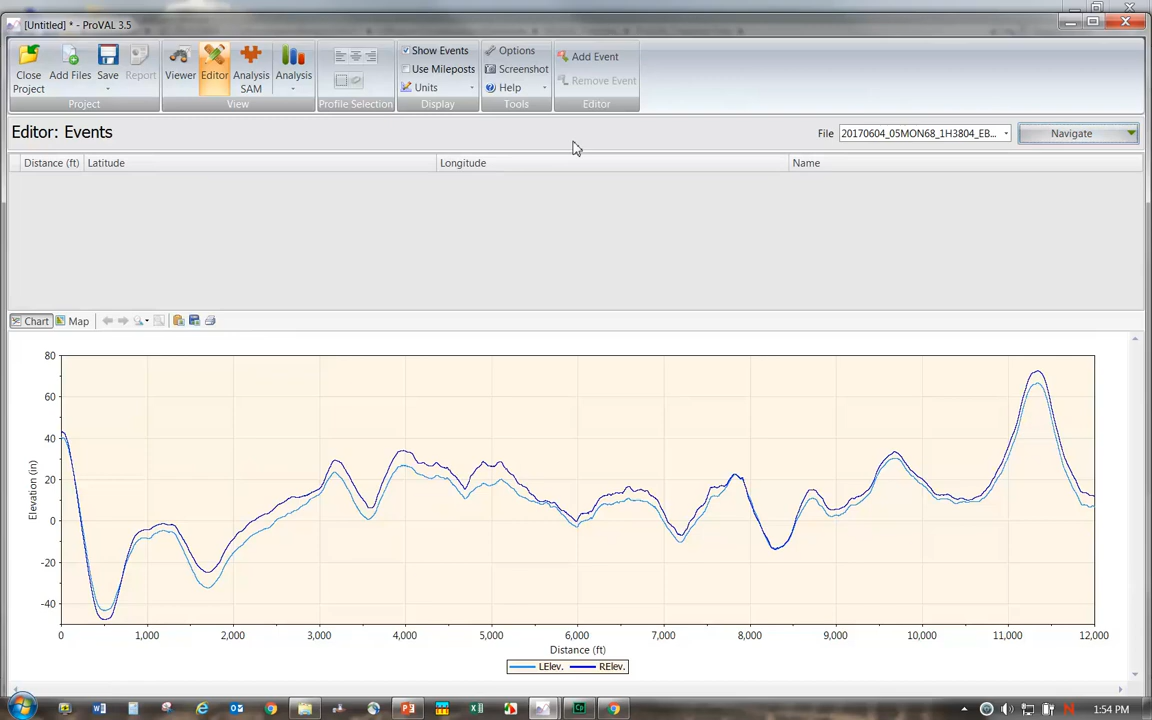 [Untitled] * - ProVAL 3.5
Close Project
Add Files
Save
Report
Project
Viewer
Editor
Analysis SAM
Analysis
View
Profile Selection
Show Events
Use Mileposts
Units
Display
Options
Screenshot
Help
Tools
Add Event
Remove Event
Editor
Editor: Events
File
20170604_05MON68_1H3804_EB...
Navigate
Distance (ft)
Latitude
Longitude
Name
Chart
Map
Elevation (in)
80
60
40
20
0
-20
-40
0
1,000
2,000
3,000
4,000
5,000
6,000
7,000
8,000
9,000
10,000
11,000
12,000
Distance (ft)
LElev.
RElev.
1:54 PM